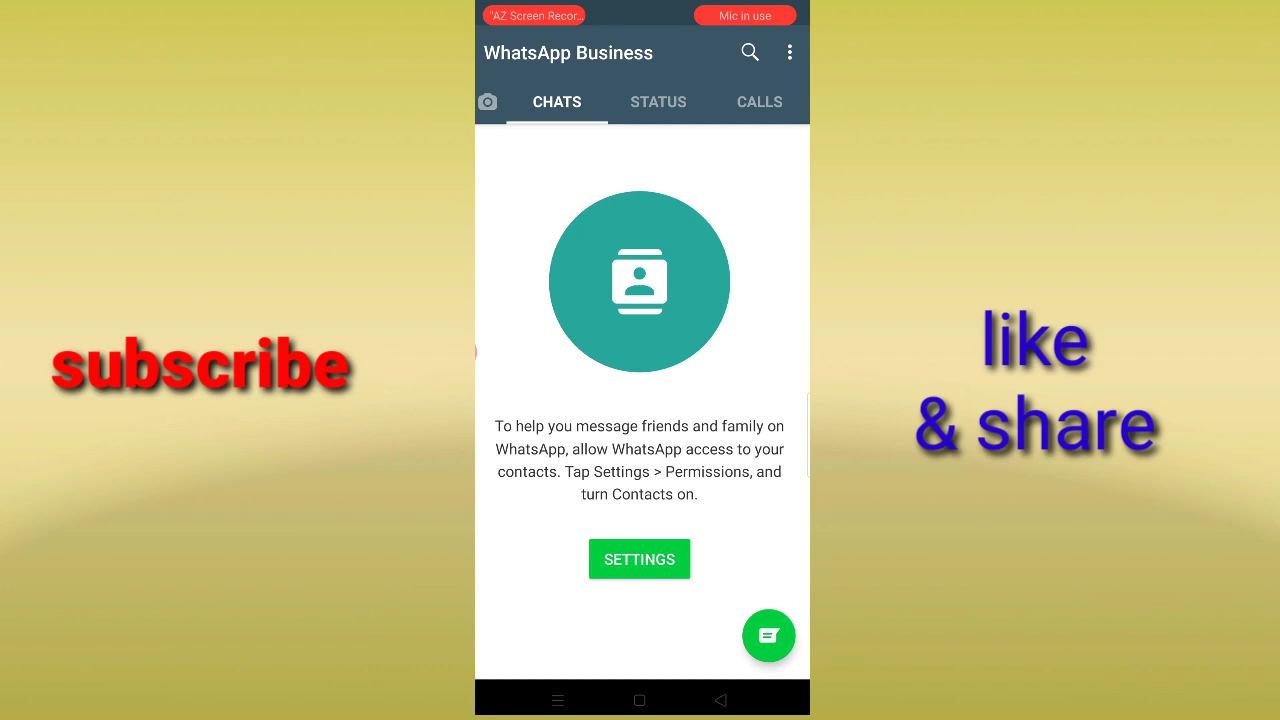 "AZ Screen Recor...
Mic in use
WhatsApp Business
CHATS
STATUS
CALLS
subscribe
like
& share
To help you message friends and family on
WhatsApp, allow WhatsApp access to your
contacts. Tap Settings > Permissions, and
turn Contacts on.
SETTINGS